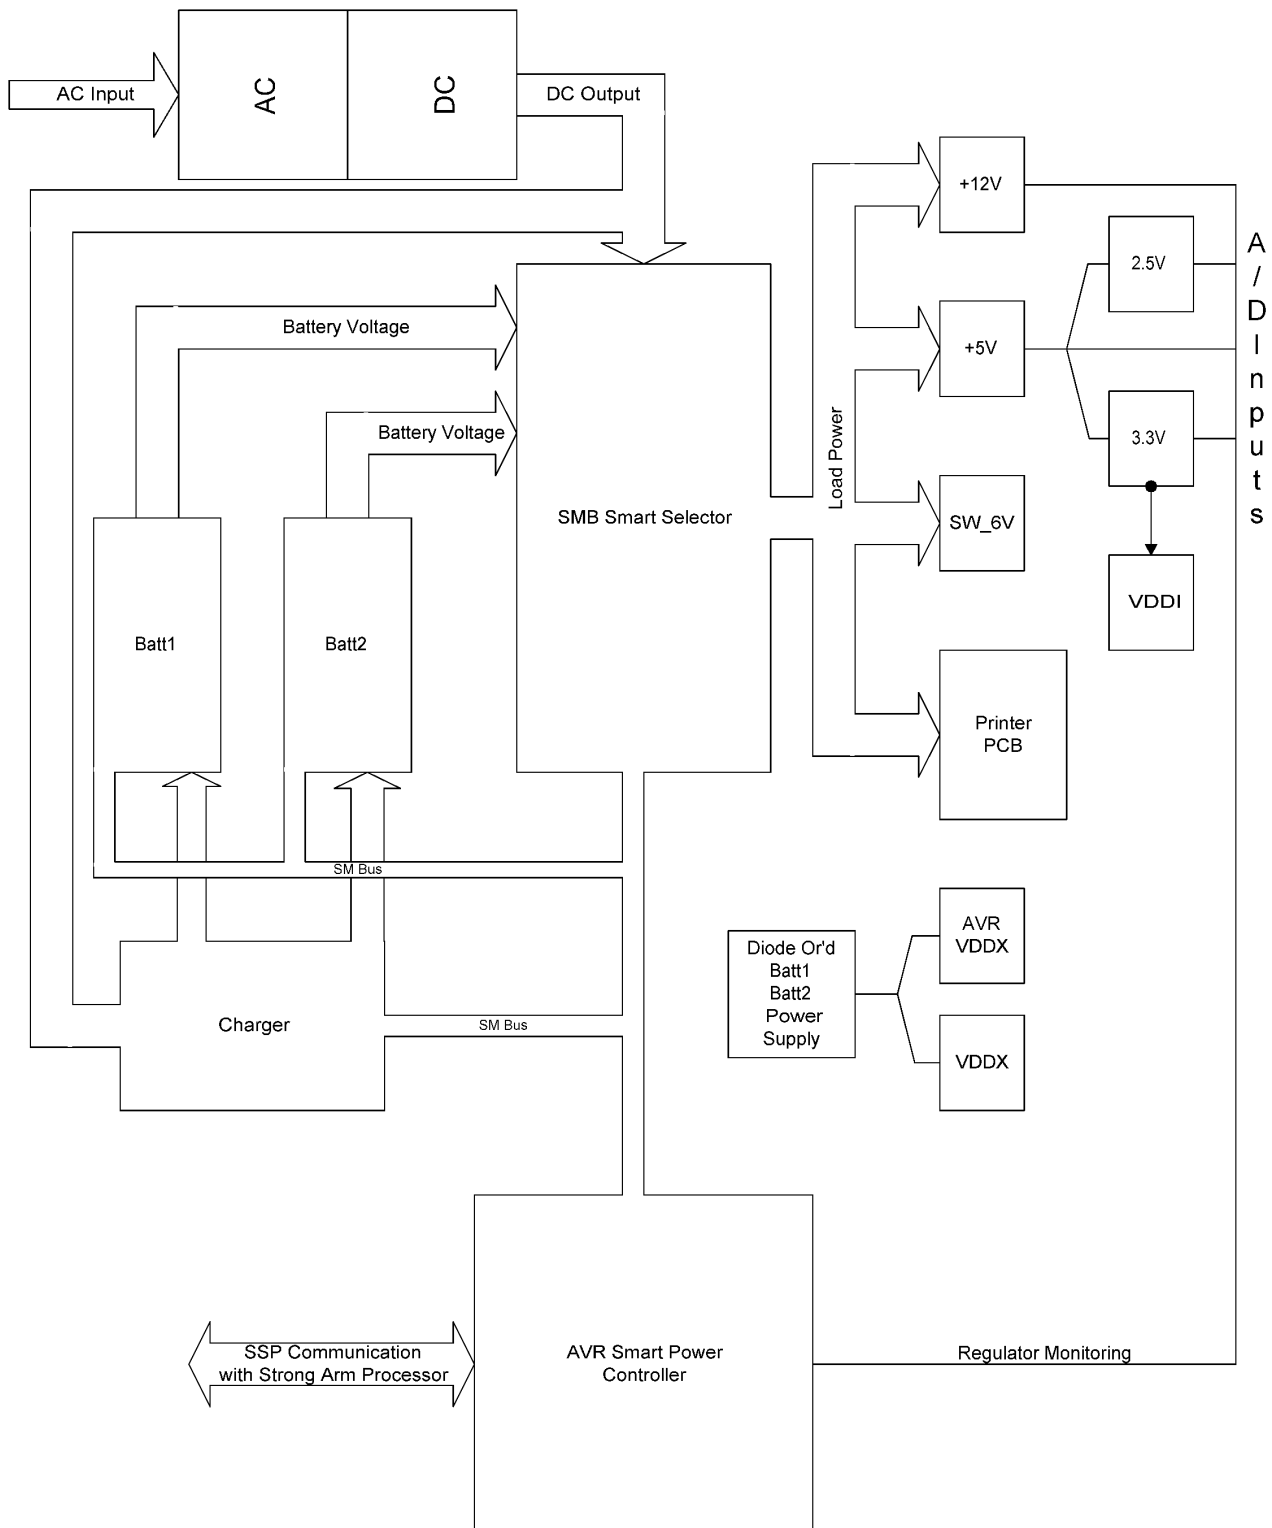 AC Input
AC
DC
DC Output
+12V
2.5V
A/D Inputs
Battery Voltage
+5V
Battery Voltage
Load Power
3.3V
SMB Smart Selector
SW_6V
VDDI
Batt1
Batt2
Printer
PCB
SM Bus
AVR
VDDX
Diode Or'd
Batt1
Batt2
Power
Supply
Charger
SM Bus
VDDX
SSP Communication
with Strong Arm Processor
AVR Smart Power
Controller
Regulator Monitoring